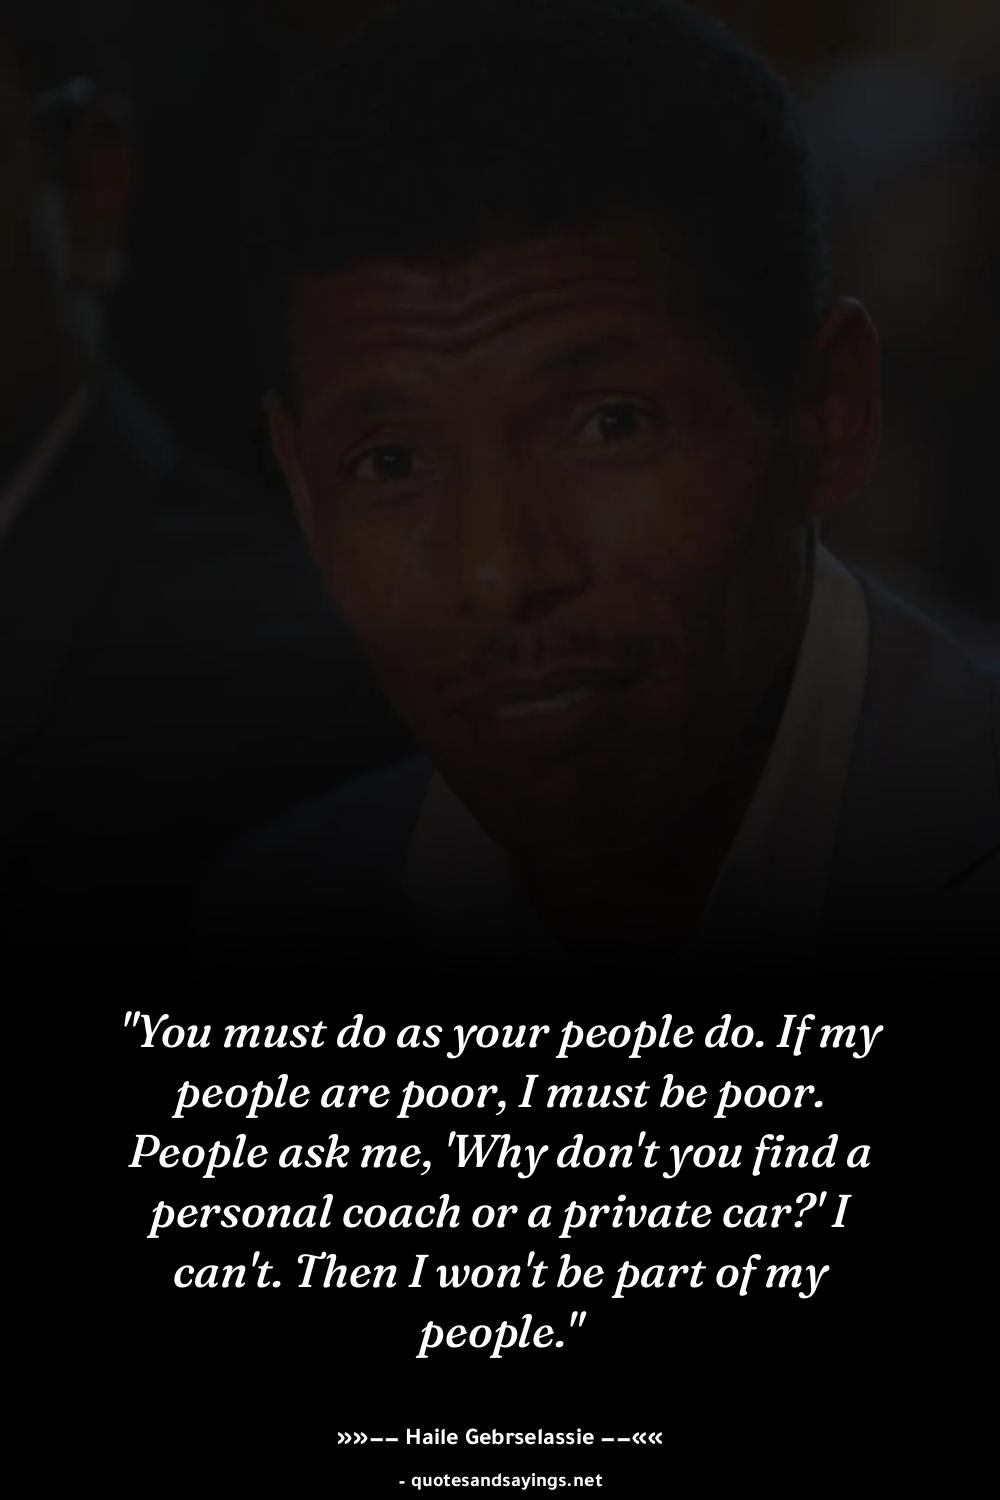 "You must do as your people do. If my
people are poor, I must be poor.
People ask me, 'Why don't you find a
personal coach or a private car?' I
can't. Then I won't be part of my
people."
»»−− Haile Gebrselassie −−««
- quotesandsayings.net